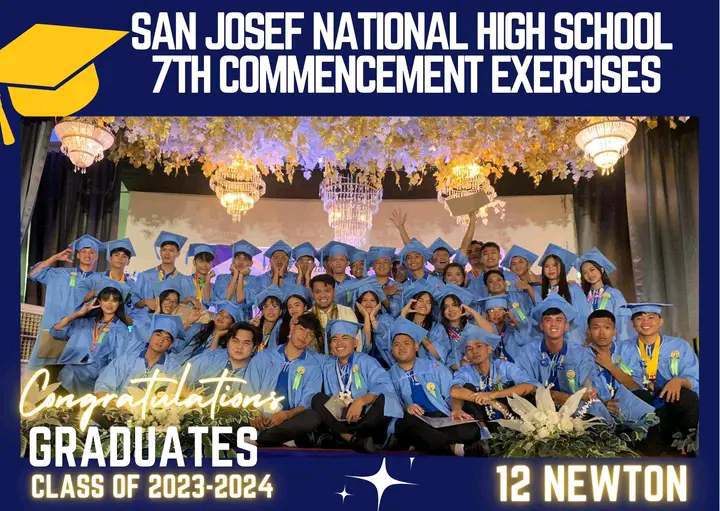 SAN JOSEF NATIONAL HIGH SCHOOL
7TH COMMENCEMENT EXERCISES
Congratulations
GRADUATES
CLASS OF 2023-2024
12 NEWTON